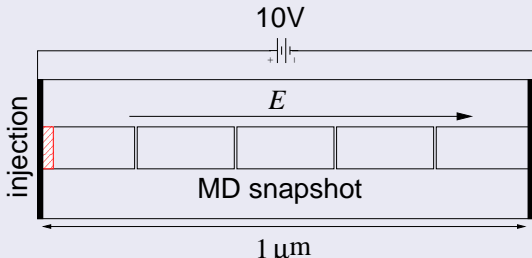 10V
+ -
E
injection
MD snapshot
1 μm